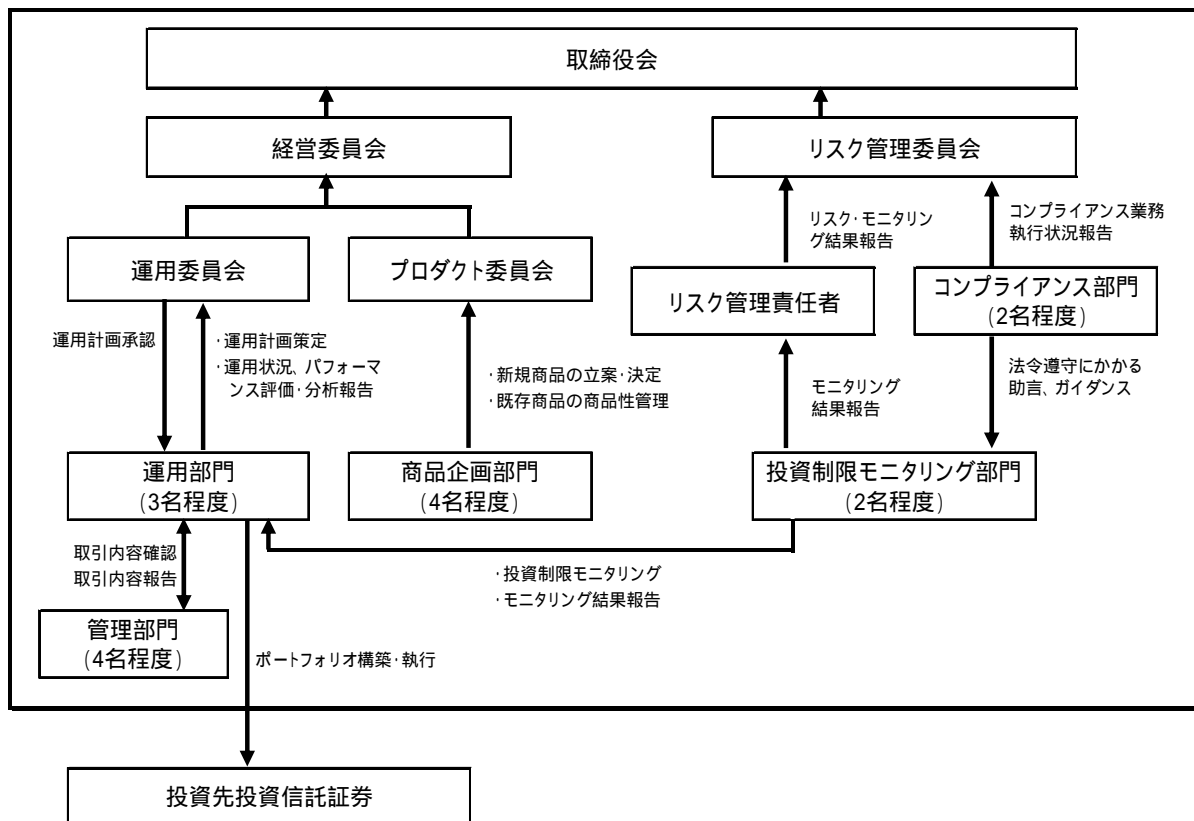 取締役会
経営委員会
リスク管理委員会
リスク・モニタリン
グ結果報告
コンプライアンス業務
執行状況報告
運用委員会
プロダクト委員会
リスク管理責任者
コンプライアンス部門
(2名程度)
運用計画承認
・運用計画策定
・運用状況、パフォーマ
ンス評価・分析報告
・新規商品の立案・決定
・既存商品の商品性管理
モニタリング
結果報告
法令遵守にかかる
助言、ガイダンス
運用部門
(3名程度)
商品企画部門
(4名程度)
投資制限モニタリング部門
(2名程度)
取引内容確認
取引内容報告
・投資制限モニタリング
・モニタリング結果報告
管理部門
(4名程度)
ポートフォリオ構築・執行
投資先投資信託証券